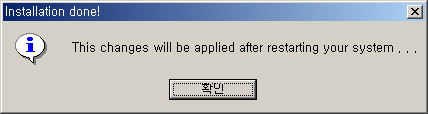 Installation done!
This changes will be applied after restarting your system . . .
확인